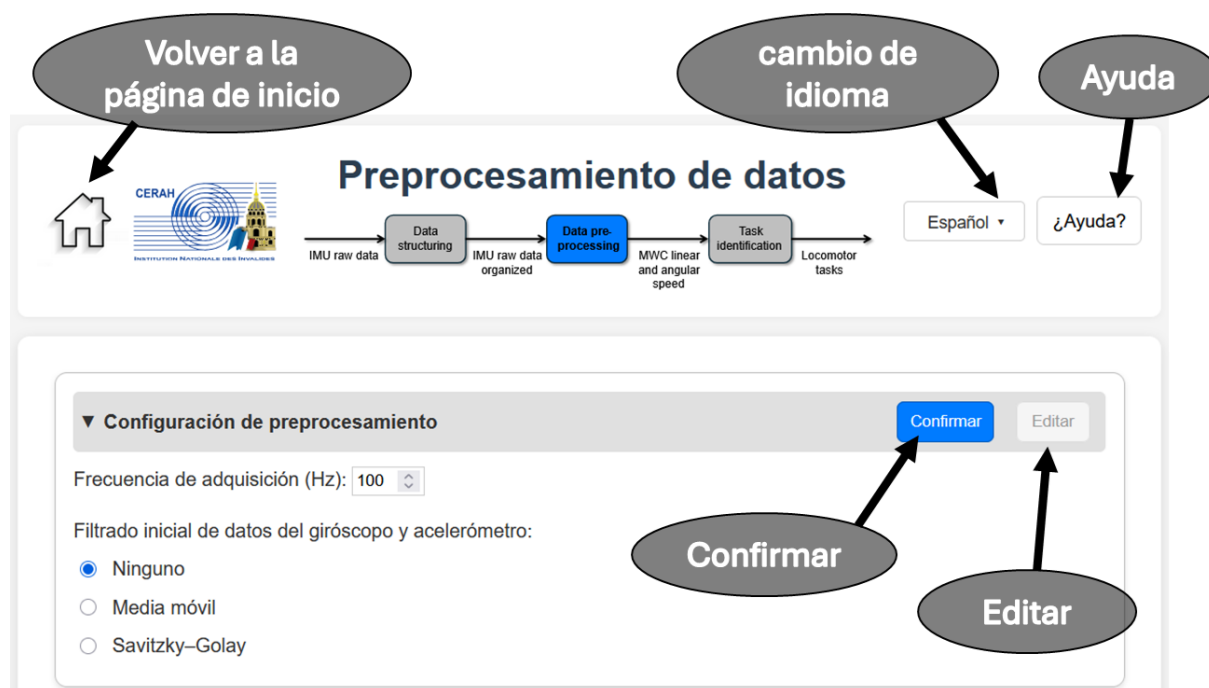 Volver a la
página de inicio
cambio de
idioma
Ayuda
Preprocesamiento de datos
CERAH
INSTITUTION NATIONALE DES INVALIDES
IMU raw data
Data
structuring
IMU raw data
organized
Data pre-
processing
MWC linear
and angular
speed
Task
identification
Locomotor
tasks
Español
¿Ayuda?
▼ Configuración de preprocesamiento
Confirmar
Editar
Frecuencia de adquisición (Hz): 100
Filtrado inicial de datos del giróscopo y acelerómetro:
Ninguno
Media móvil
Savitzky–Golay
Confirmar
Editar